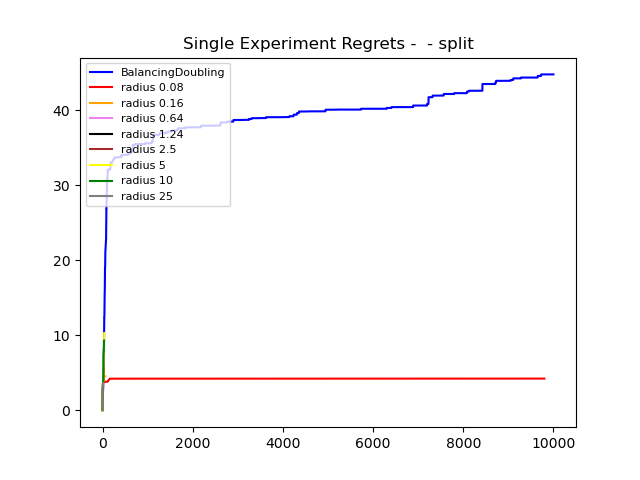 Single Experiment Regrets -  - split
BalancingDoubling
radius 0.08
radius 0.16
radius 0.64
radius 1.24
radius 2.5
radius 5
radius 10
radius 25
40
30
20
10
0
0 2000 4000 6000 8000 10000